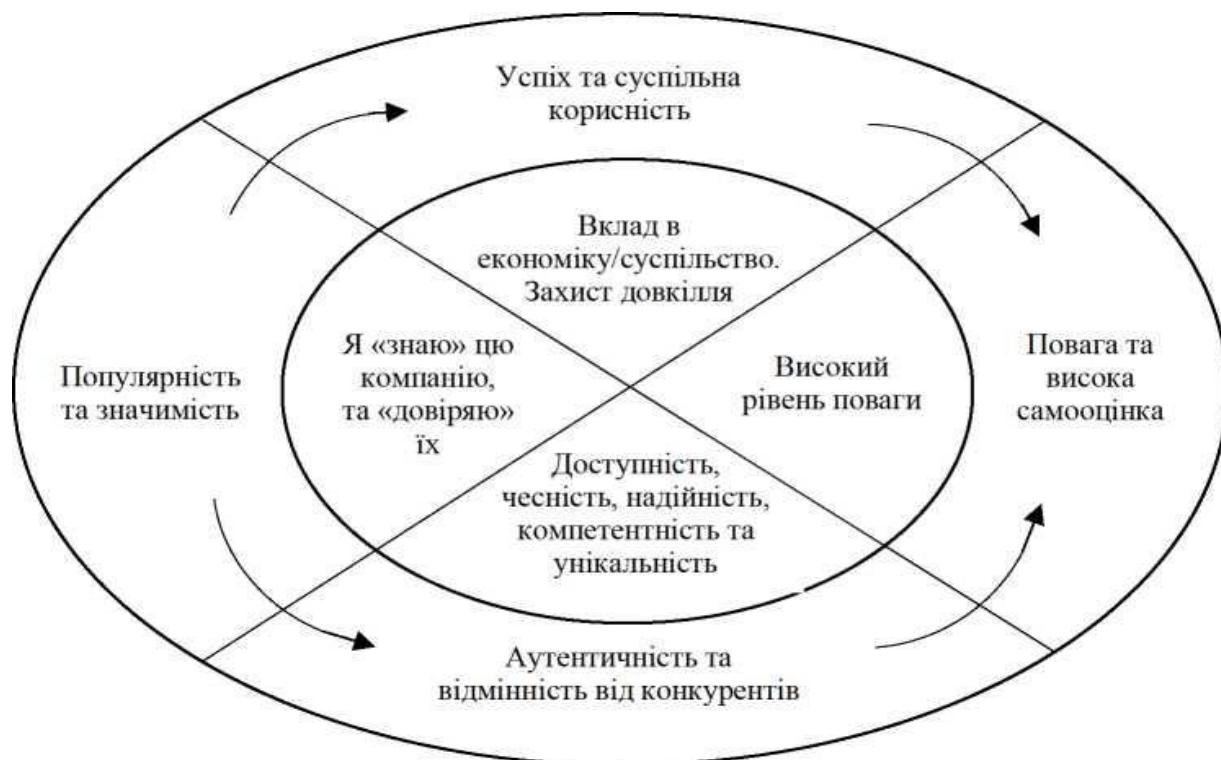 Успіх та суспільна
корисність
Вклад в
економіку/суспільство.
Захист довкілля
Популярність
та значимість
Я «знаю» цю
компанію,
та «довіряю»
їх
Високий
рівень поваги
Повага та
висока
самооцінка
Доступність,
чесність, надійність,
компетентність та
унікальність
Аутентичність та
відмінність від конкурентів